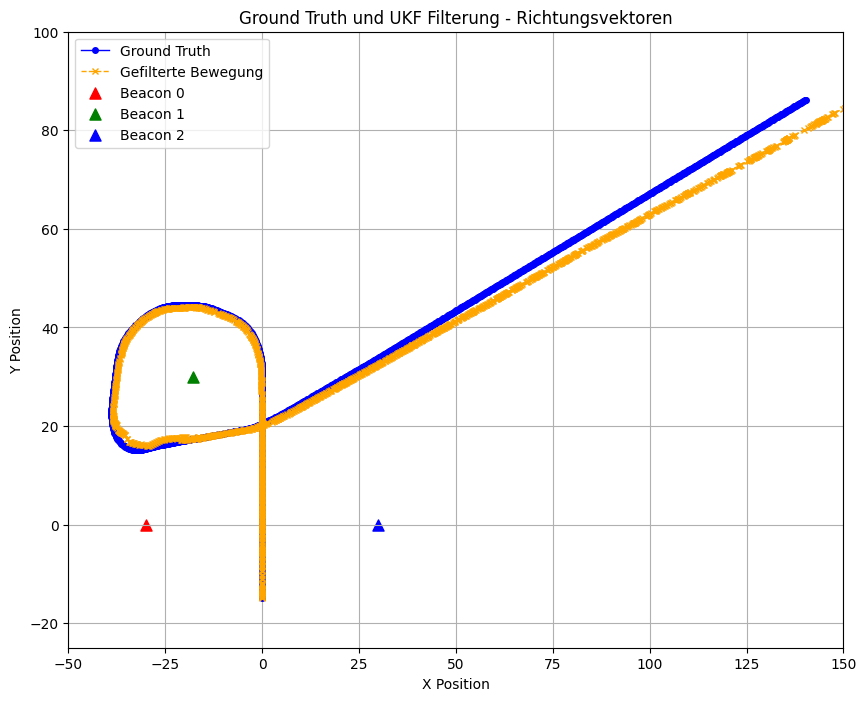 Ground Truth und UKF Filterung - Richtungsvektoren
Ground Truth
Gefilterte Bewegung
Beacon 0
Beacon 1
Beacon 2
Y Position
100
80
60
40
20
0
−20
−50
−25
0
25
50
75
100
125
150
X Position